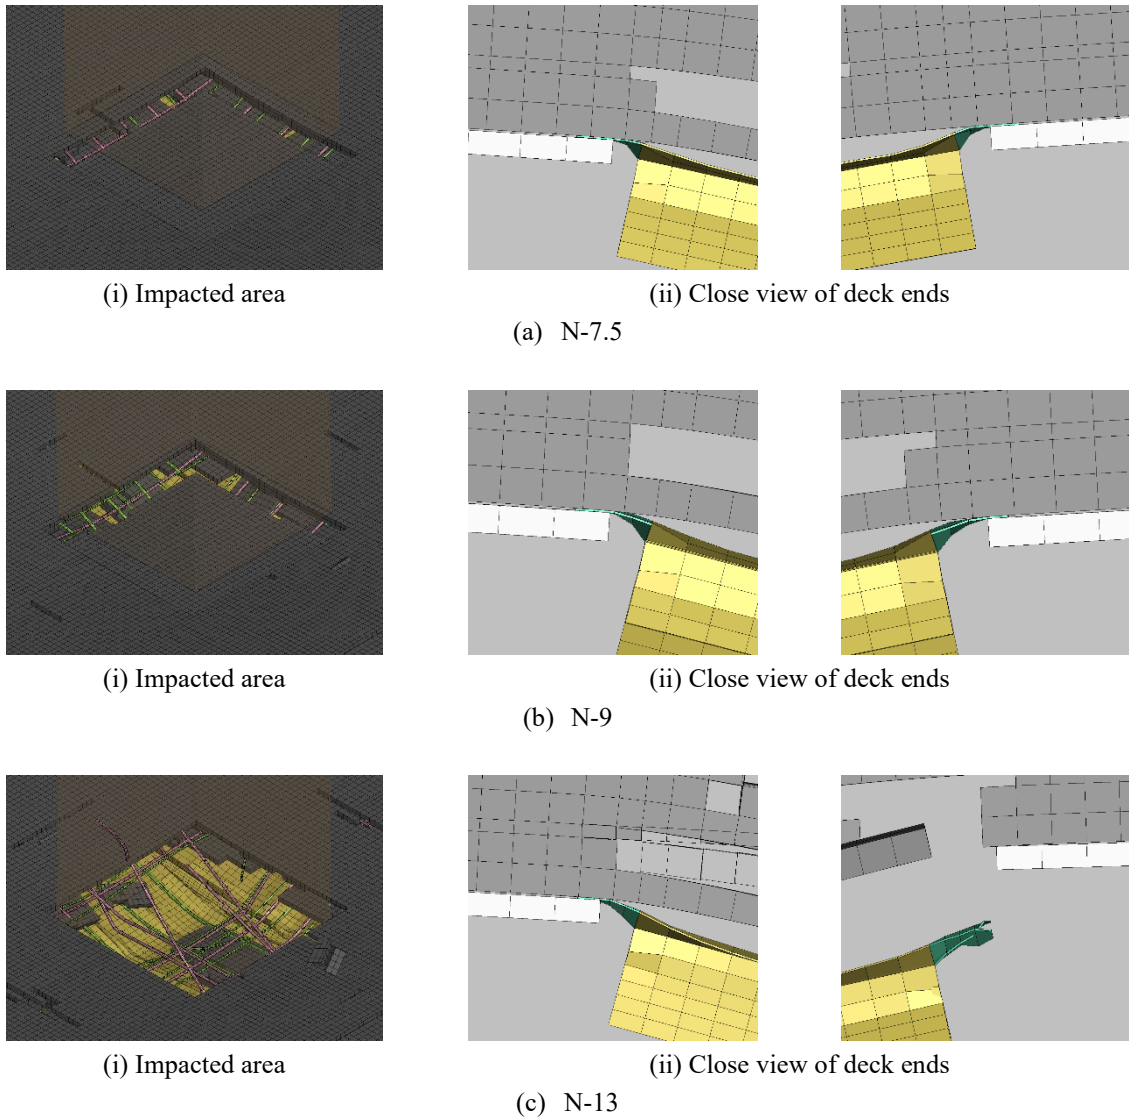 (i) Impacted area
(ii) Close view of deck ends
(a) N-7.5
(i) Impacted area
(ii) Close view of deck ends
(b) N-9
(i) Impacted area
(ii) Close view of deck ends
(c) N-13